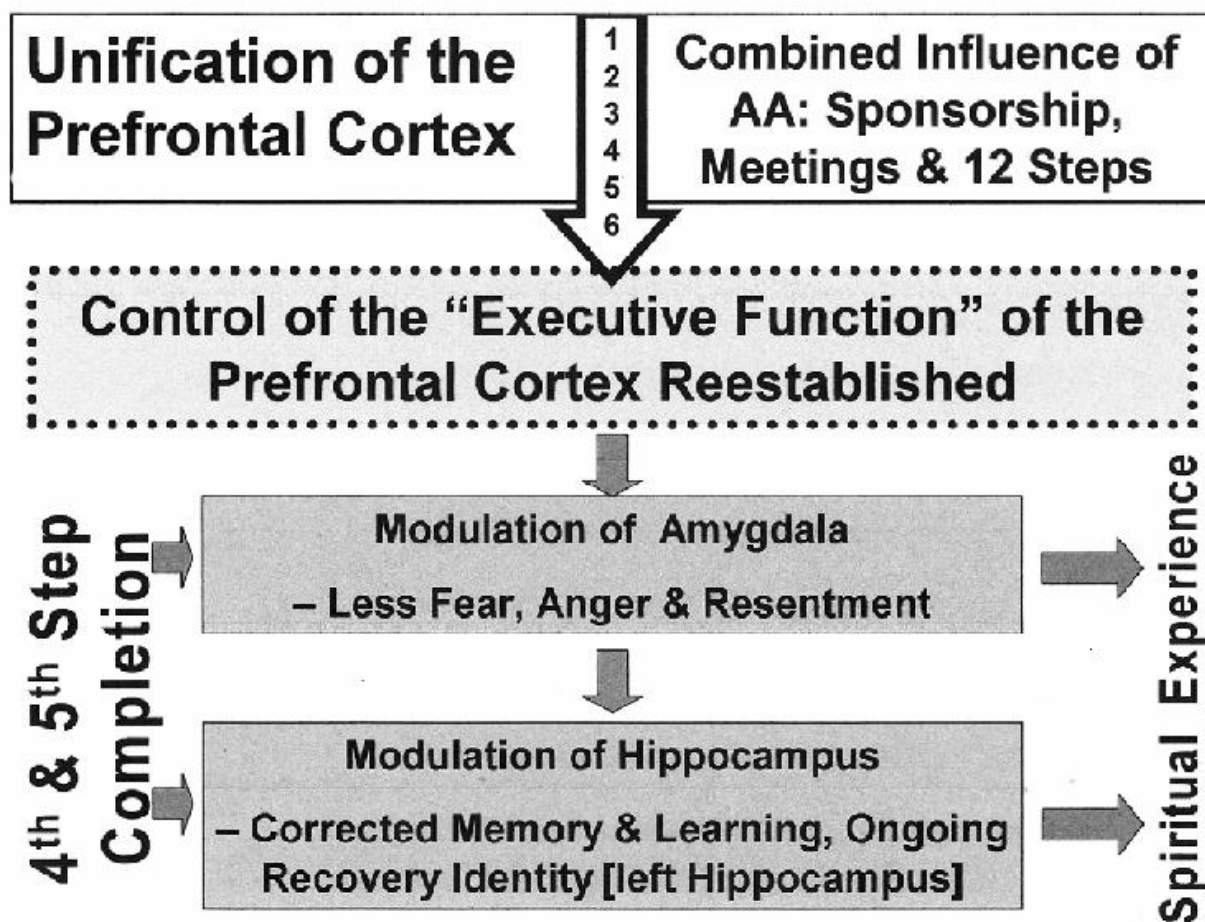 Unification of the
Prefrontal Cortex
1
2
3
4
5
6
Combined Influence of
AA: Sponsorship,
Meetings & 12 Steps
Control of the “Executive Function” of the
Prefrontal Cortex Reestablished
4th & 5th Step
Completion
Modulation of Amygdala
– Less Fear, Anger & Resentment
Modulation of Hippocampus
– Corrected Memory & Learning, Ongoing
Recovery Identity [left Hippocampus]
Spiritual Experience